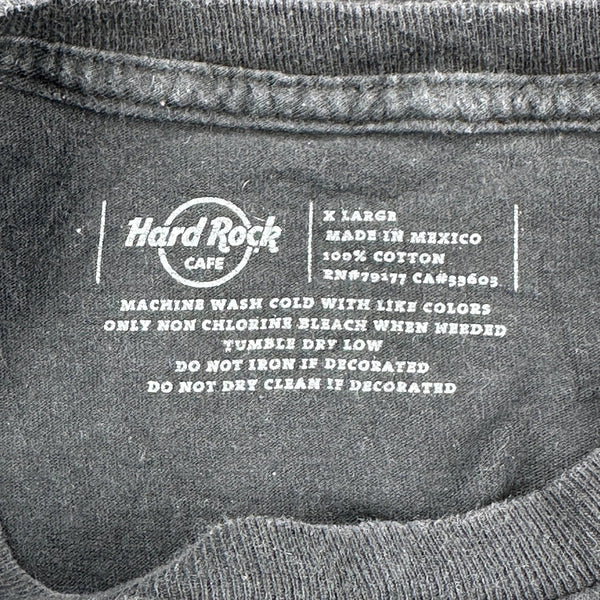 Hard Rock
CAFE
X LARGE
MADE IN MEXICO
100% COTTON
RN#79177 CA#33603
MACHINE WASH COLD WITH LIKE COLORS
ONLY NON CHLORINE BLEACH WHEN NEEDED
TUMBLE DRY LOW
DO NOT IRON IF DECORATED
DO NOT DRY CLEAN IF DECORATED